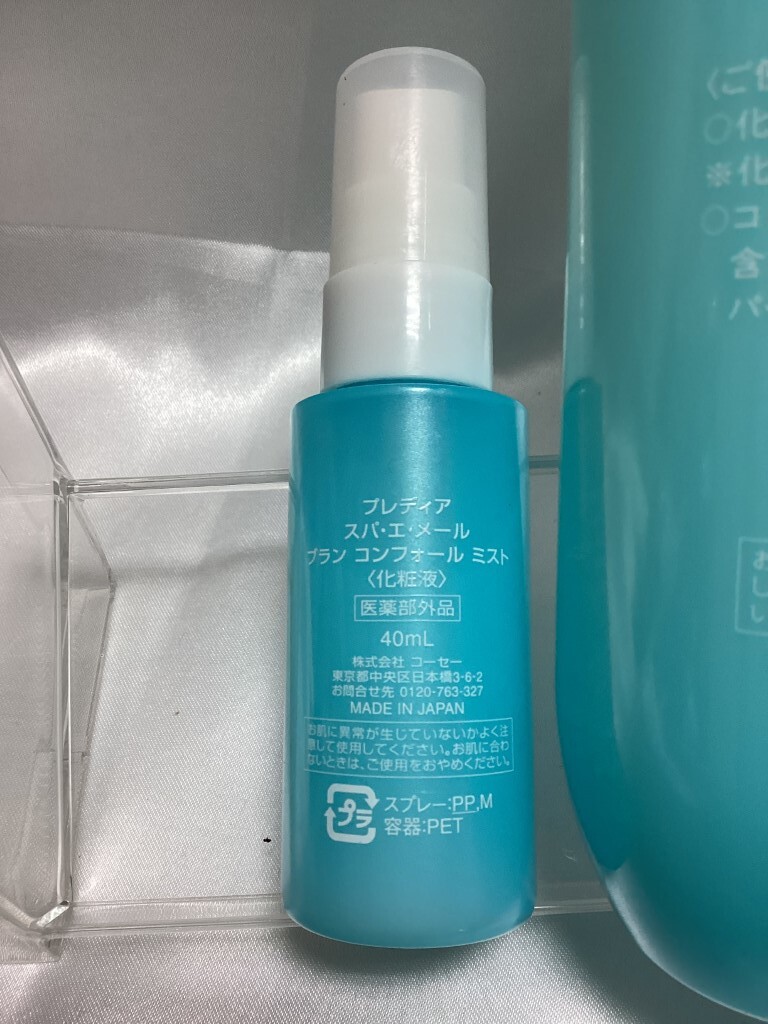 プレディア
スパ・エ・メール
ブラン コンフォール ミスト
〈化粧液〉
医薬部外品
40mL
株式会社 コーセー
東京都中央区日本橋3-6-2
お問合せ先 0120-763-327
MADE IN JAPAN
お肌に異常が生じていないかよく注
意して使用してください。お肌に合わ
ないときは、ご使用をおやめください。
プラ
スプレー:PP,M
容器:PET
〈ご使
○化
※化
○コ
含
バ
お
し
い